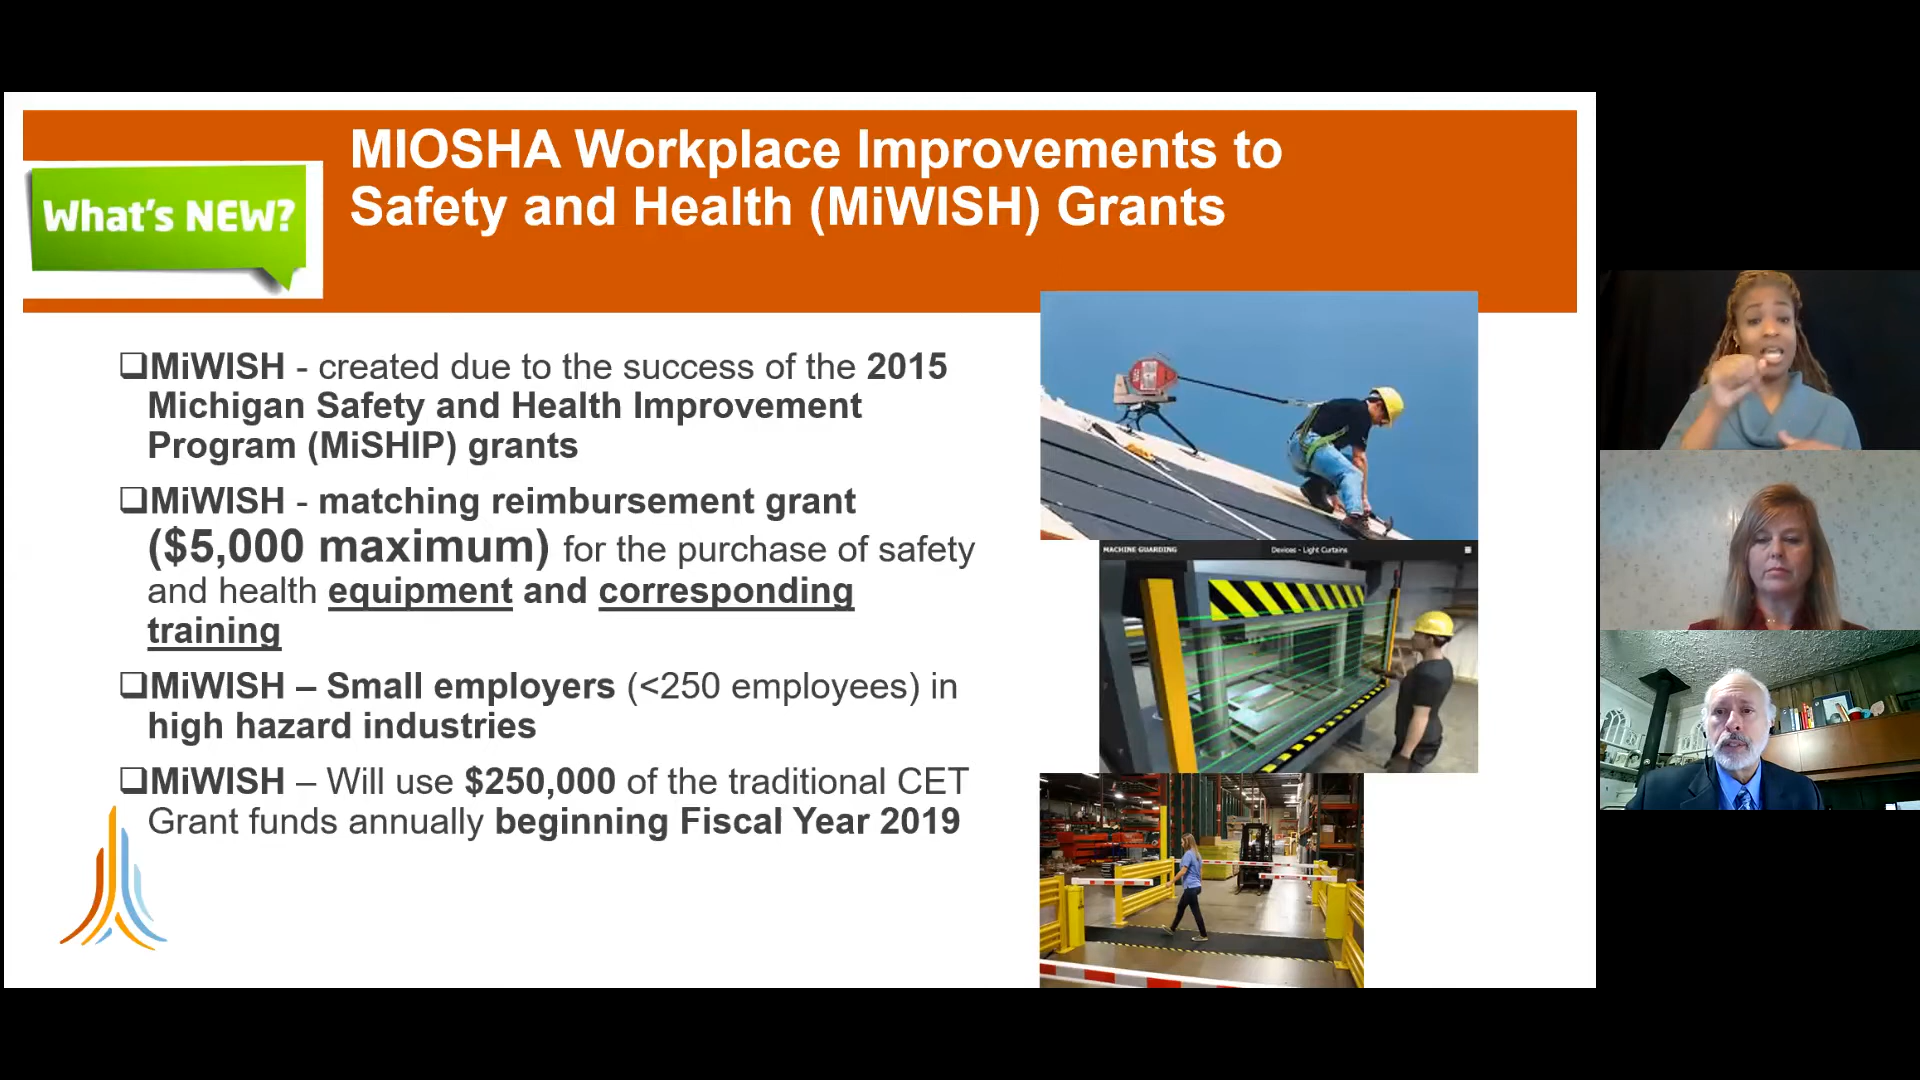 MIOSHA Workplace Improvements to
Safety and Health (MiWISH) Grants
What's NEW?
❑MiWISH - created due to the success of the 2015
Michigan Safety and Health Improvement
Program (MiSHIP) grants
❑MiWISH - matching reimbursement grant
($5,000 maximum) for the purchase of safety
and health equipment and corresponding
training
❑MiWISH – Small employers (<250 employees) in
high hazard industries
❑MiWISH – Will use $250,000 of the traditional CET
Grant funds annually beginning Fiscal Year 2019
MACHINE GUARDING
Devices - Light Curtains